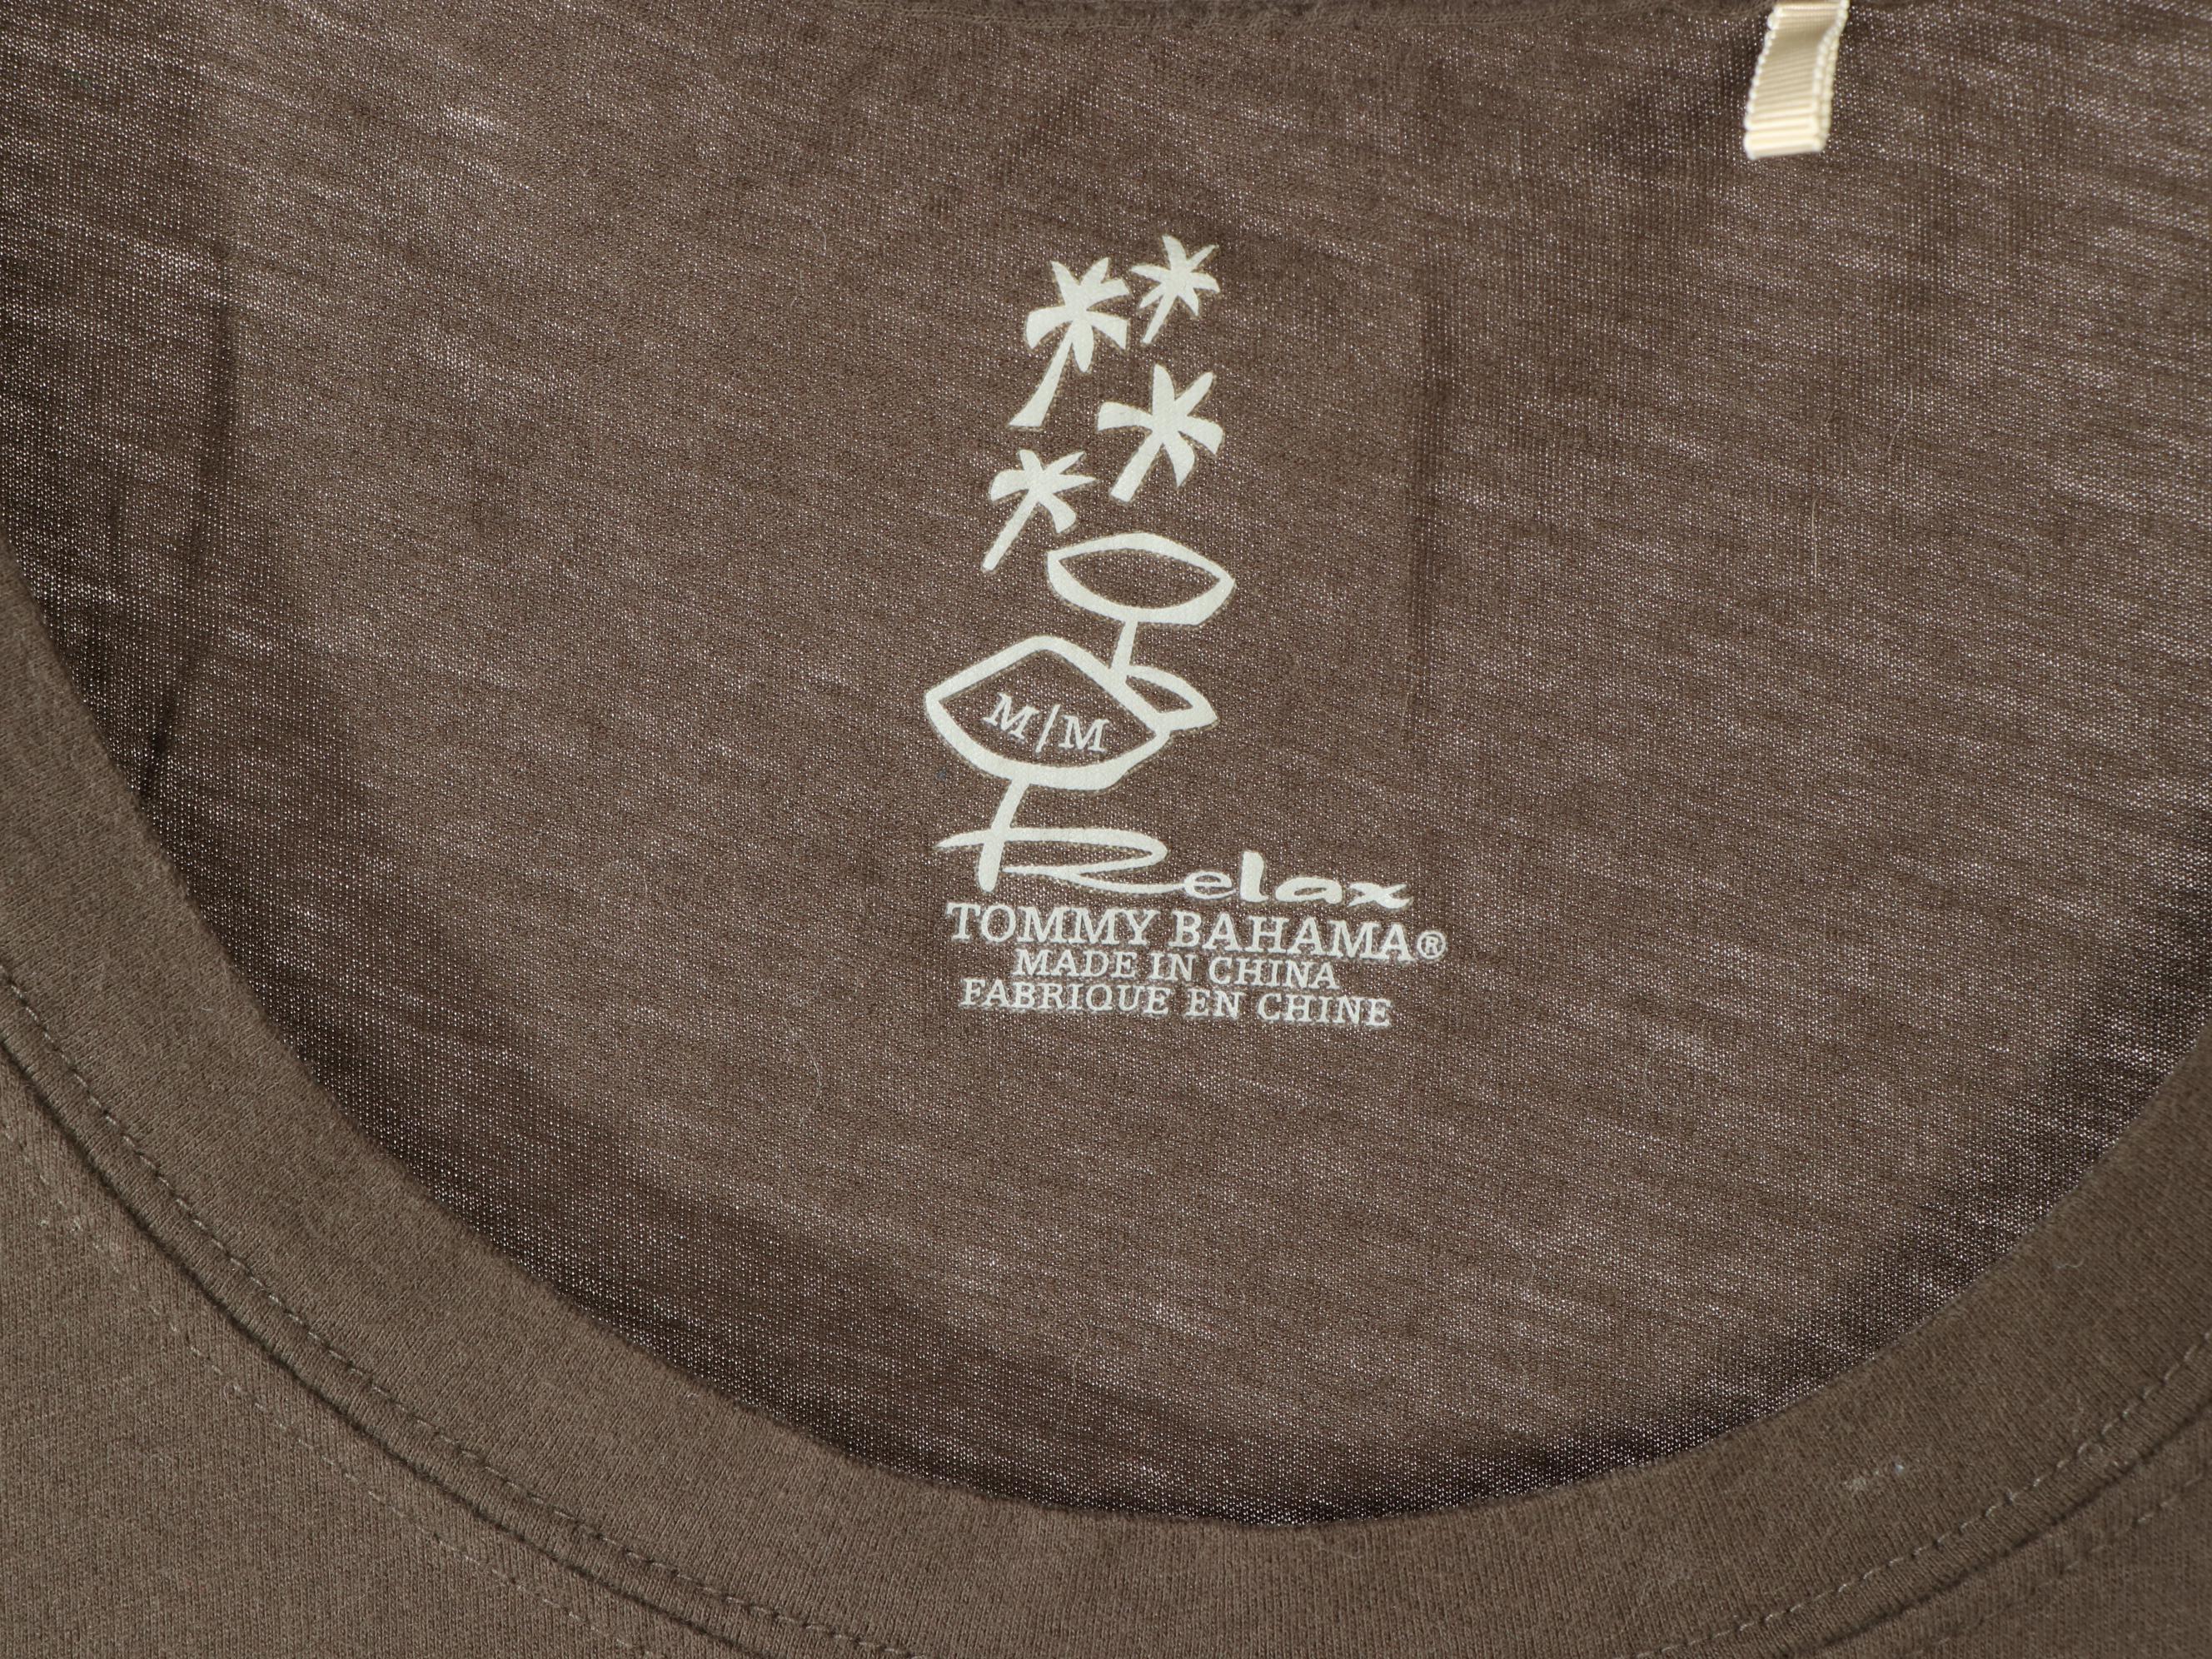 M/M
Relax
TOMMY BAHAMA®
MADE IN CHINA
FABRIQUE EN CHINE